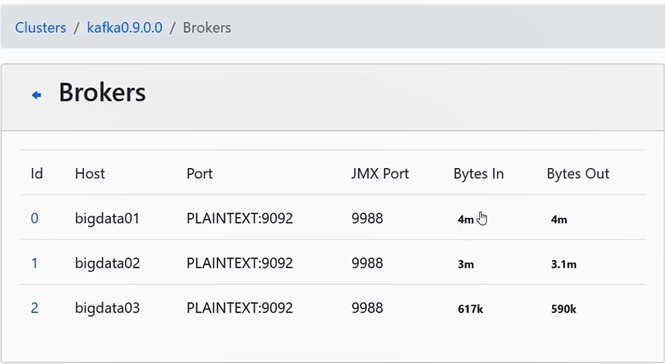 Clusters / kafka0.9.0.0 / Brokers
Brokers
Id Host Port JMX Port Bytes In Bytes Out
0 bigdata01 PLAINTEXT:9092 9988 4m 4m
1 bigdata02 PLAINTEXT:9092 9988 3m 3.1m
2 bigdata03 PLAINTEXT:9092 9988 617k 590k